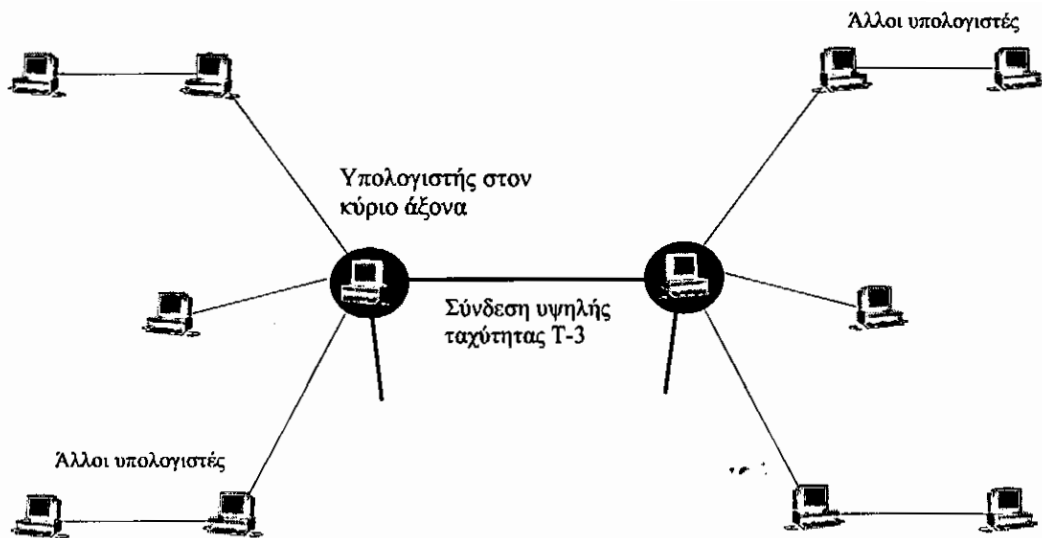 Άλλοι υπολογιστές
Υπολογιστής στον
κύριο άξονα
Σύνδεση υψηλής
ταχύτητας Τ-3
Άλλοι υπολογιστές